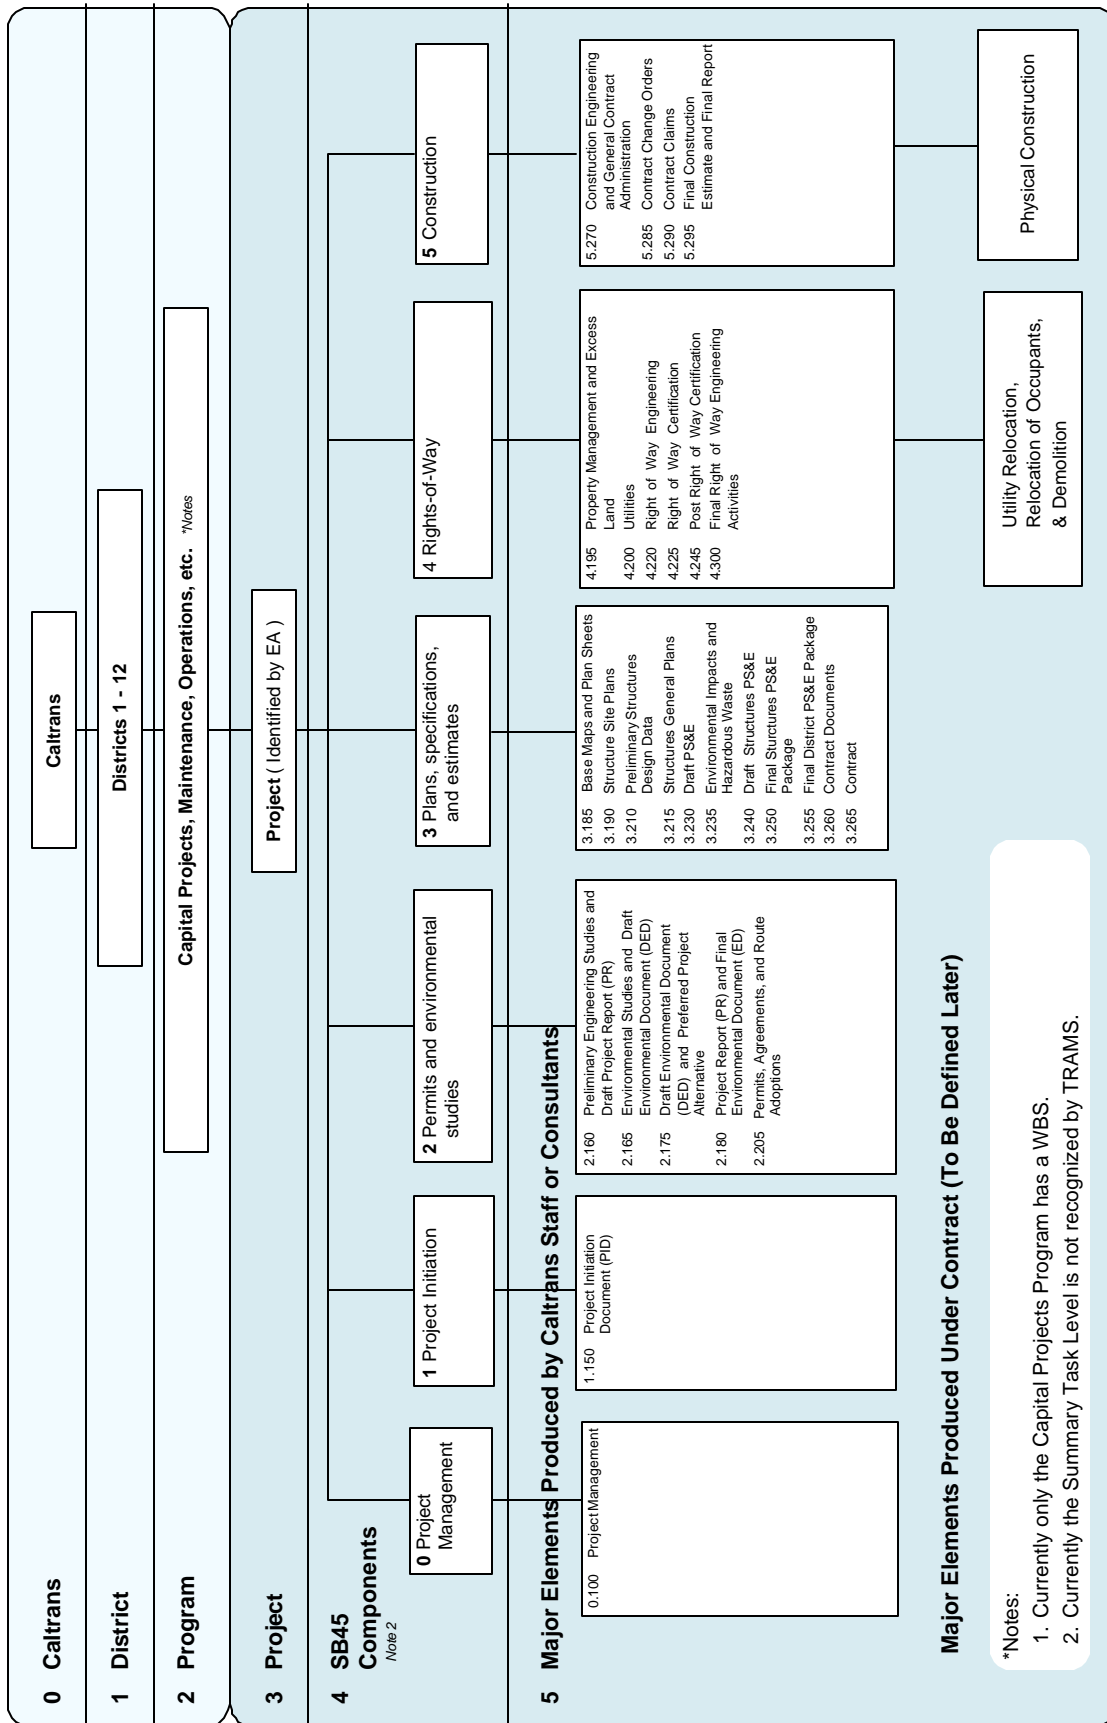 0 Caltrans
Caltrans
1 District
Districts 1 - 12
2 Program
Capital Projects, Maintenance, Operations, etc. *Notes
3 Project
Project ( Identified by EA )
4 SB45
Components
Note 2
0 Project
Management
1 Project Initiation
2 Permits and environmental
studies
3 Plans, specifications,
and estimates
4 Rights-of-Way
5 Construction
5 Major Elements Produced by Caltrans Staff or Consultants
0.100 Project Management
1.150 Project Initiation
Document (PID)
2.160 Preliminary Engineering Studies and
Draft Project Report (PR)
2.165 Environmental Studies and Draft
Environmental Document (DED)
2.175 Draft Environmental Document
(DED) and Preferred Project
Alternative
2.180 Project Report (PR) and Final
Environmental Document (ED)
2.205 Permits, Agreements, and Route
Adoptions
3.185 Base Maps and Plan Sheets
3.190 Structure Site Plans
3.210 Preliminary Structures
Design Data
3.215 Structures General Plans
3.230 Draft PS&E
3.235 Environmental Impacts and
Hazardous Waste
3.240 Draft Structures PS&E
3.250 Final Sturctures PS&E
Package
3.255 Final District PS&E Package
3.260 Contract Documents
3.265 Contract
4.195 Property Management and Excess
Land
4.200 Utilities
4.220 Right of Way Engineering
4.225 Right of Way Certification
4.245 Post Right of Way Certification
4.300 Final Right of Way Engineering
Activities
5.270 Construction Engineering
and General Contract
Administration
5.285 Contract Change Orders
5.290 Contract Claims
5.295 Final Construction
Estimate and Final Report
Major Elements Produced Under Contract (To Be Defined Later)
Utility Relocation,
Relocation of Occupants,
& Demolition
Physical Construction
*Notes:
1. Currently only the Capital Projects Program has a WBS.
2. Currently the Summary Task Level is not recognized by TRAMS.